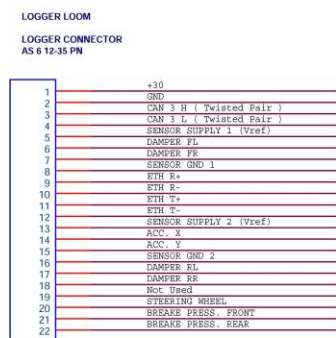 LOGGER LOOM
LOGGER CONNECTOR
AS 6 12-35 PN
1 +30
2 GND
3 CAN 3 H ( Twisted Pair )
4 CAN 3 L ( Twisted Pair )
5 SENSOR SUPPLY 1 (Vref)
6 DAMPER FL
7 DAMPER FR
8 SENSOR GND 1
9 ETH R+
10 ETH R-
11 ETH T+
12 ETH T-
13 SENSOR SUPPLY 2 (Vref)
14 ACC. X
15 ACC. Y
16 SENSOR GND 2
17 DAMPER RL
18 DAMPER RR
19 Not Used
20 STEERING WHEEL
21 BREAKE PRESS. FRONT
22 BREAKE PRESS. REAR